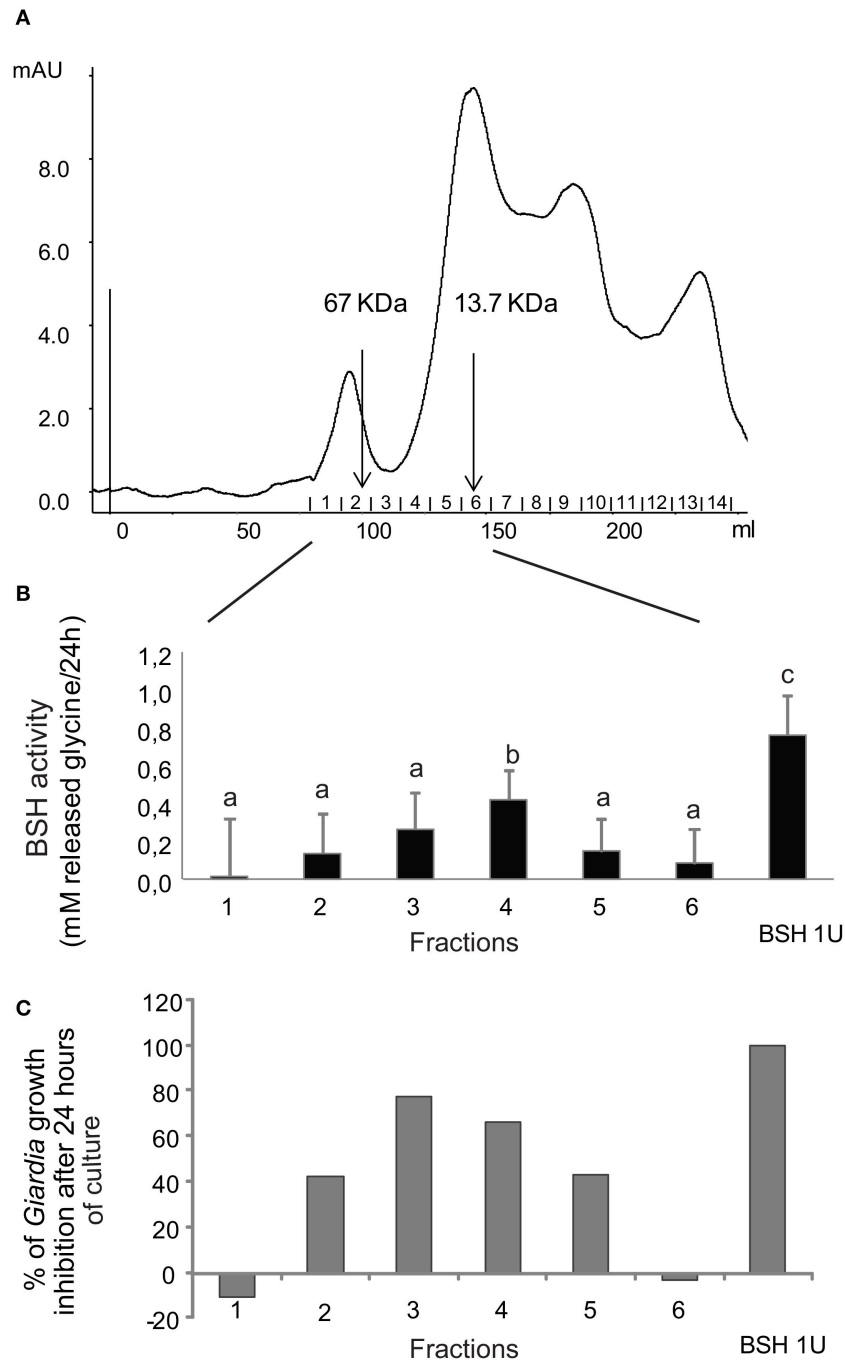 A
mAU
8.0
6.0
67 KDa 13.7 KDa
4.0
2.0
0.0
1 2 3 4 5 6 7 8 9 10 11 12 13 14
0 50 100 150 200 ml
B
BSH activity
(mM released glycine/24h)
1,2
1,0
0,8
0,6
0,4
0,2
0,0
a a a b a a c
1 2 3 4 5 6
BSH 1U
Fractions
C
% of Giardia growth
inhibition after 24 hours
of culture
120
100
80
60
40
20
0
-20
1 2 3 4 5 6
BSH 1U
Fractions